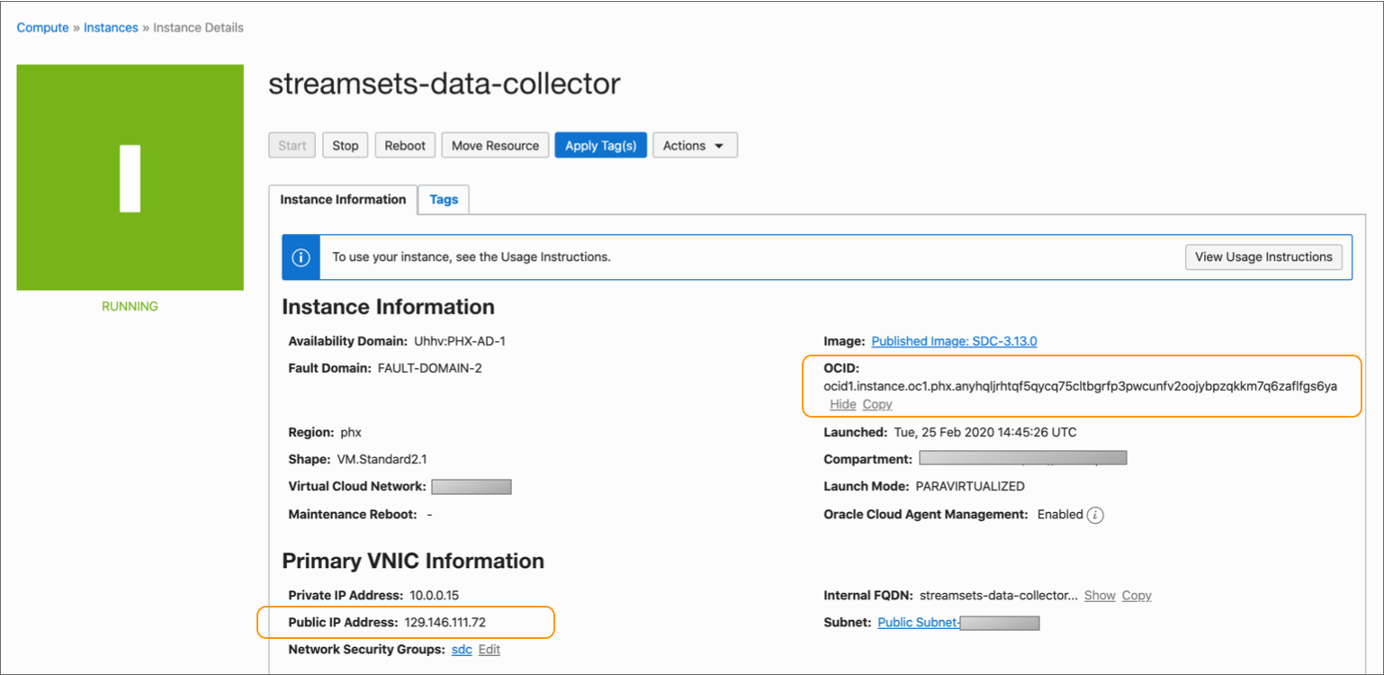 Compute » Instances » Instance Details
streamsets-data-collector
Start Stop Reboot Move Resource Apply Tag(s) Actions
RUNNING
Instance Information Tags
To use your instance, see the Usage Instructions. View Usage Instructions
Instance Information
Availability Domain: Uhhv:PHX-AD-1
Fault Domain: FAULT-DOMAIN-2
Region: phx
Shape: VM.Standard2.1
Virtual Cloud Network:
Maintenance Reboot: -
Image: Published Image: SDC-3.13.0
OCID:
ocid1.instance.oc1.phx.anyhqljrhtqf5qycq75cltbgrfp3pwcunfv2oojybpzqkkm7q6zaflfgs6ya
Hide Copy
Launched: Tue, 25 Feb 2020 14:45:26 UTC
Compartment:
Launch Mode: PARAVIRTUALIZED
Oracle Cloud Agent Management: Enabled i
Primary VNIC Information
Private IP Address: 10.0.0.15
Public IP Address: 129.146.111.72
Network Security Groups: sdc Edit
Internal FQDN: streamsets-data-collector... Show Copy
Subnet: Public Subnet-